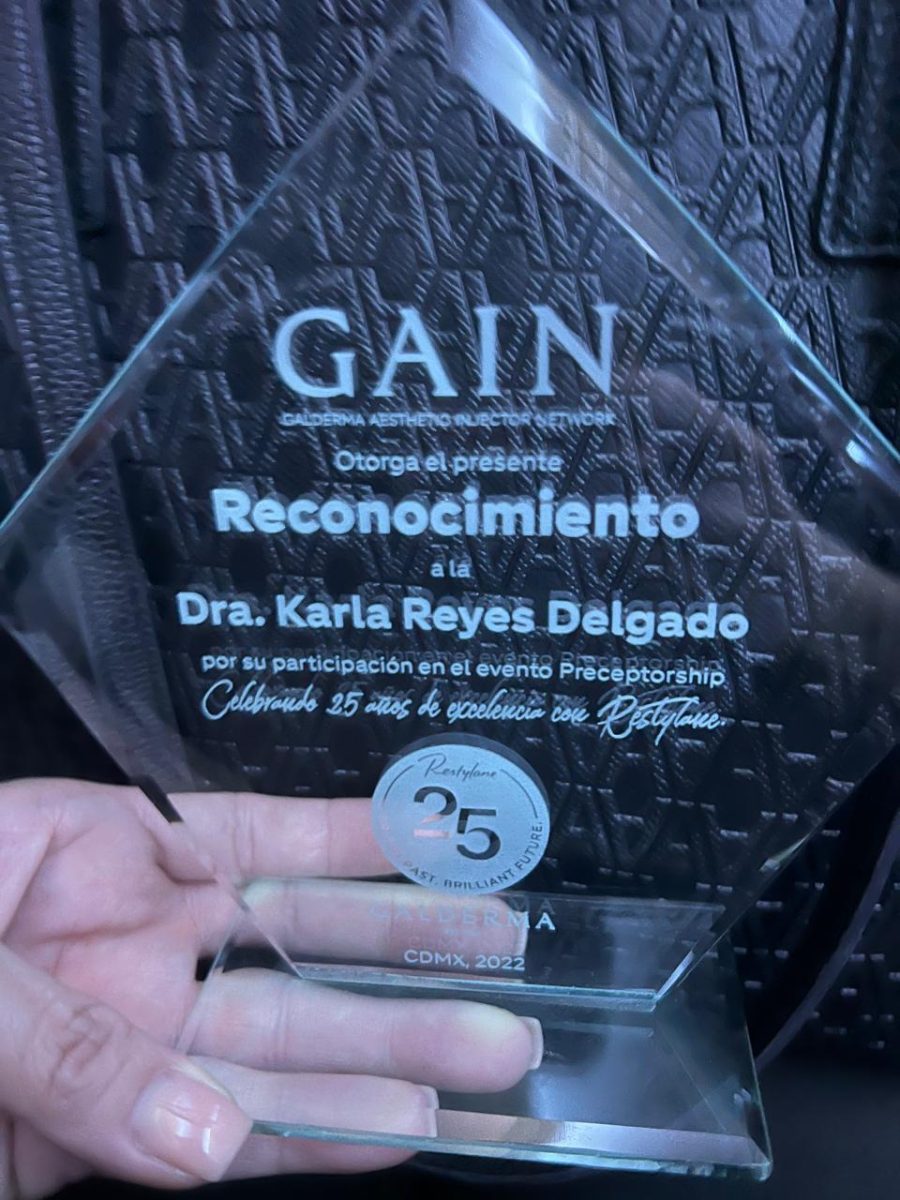 GAIN
GALDERMA AESTHETIC INJECTOR NETWORK
Otorga el presente
Reconocimiento
a la
Dra. Karla Reyes Delgado
por su participación en el evento Preceptorship
Celebrando 25 años de excelencia con Restylane.
Restylane
25
PAST. BRILLIANT FUTURE.
GALDERMA
CDMX, 2022